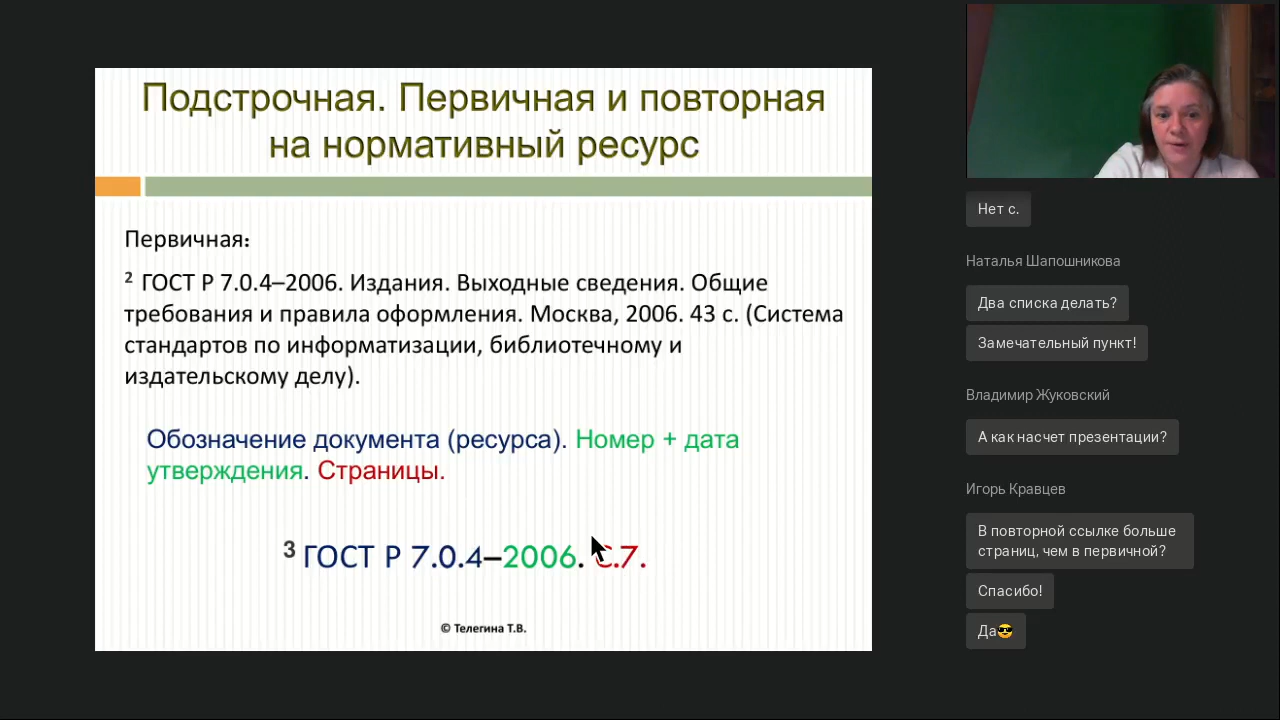 Подстрочная. Первичная и повторная
на нормативный ресурс
Первичная:
² ГОСТ Р 7.0.4–2006. Издания. Выходные сведения. Общие
требования и правила оформления. Москва, 2006. 43 с. (Система
стандартов по информатизации, библиотечному и
издательскому делу).
Обозначение документа (ресурса). Номер + дата
утверждения. Страницы.
³ ГОСТ Р 7.0.4–2006. С.7.
© Телегина Т.В.
Нет с.
Наталья Шапошникова
Два списка делать?
Замечательный пункт!
Владимир Жуковский
А как насчет презентации?
Игорь Кравцев
В повторной ссылке больше
страниц, чем в первичной?
Спасибо!
Да😎